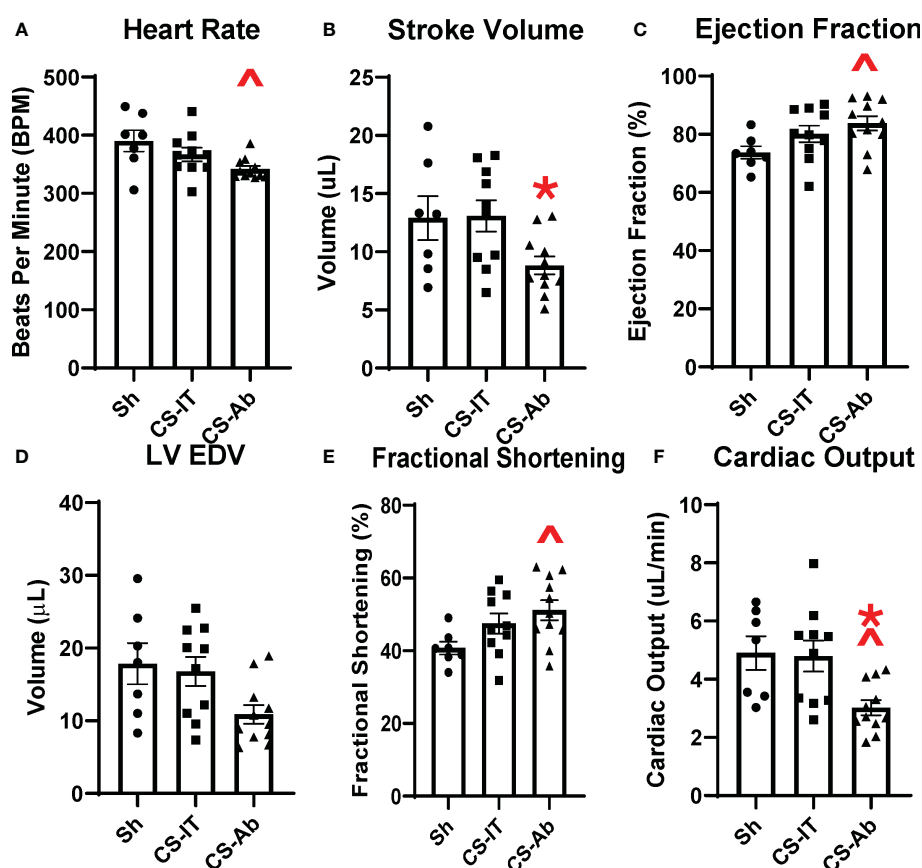 A Heart Rate
Beats Per Minute (BPM)
500
400
300
200
100
0
Sh
CS-IT
CS-Ab
^
B Stroke Volume
Volume (uL)
25
20
15
10
5
0
Sh
CS-IT
CS-Ab
*
C Ejection Fraction
Ejection Fraction (%)
100
80
60
40
20
0
Sh
CS-IT
CS-Ab
^
D LV EDV
Volume (μL)
40
30
20
10
0
Sh
CS-IT
CS-Ab
E Fractional Shortening
Fractional Shortening (%)
80
60
40
20
0
Sh
CS-IT
CS-Ab
^
F Cardiac Output
Cardiac Output (uL/min)
10
8
6
4
2
0
Sh
CS-IT
CS-Ab
*
^